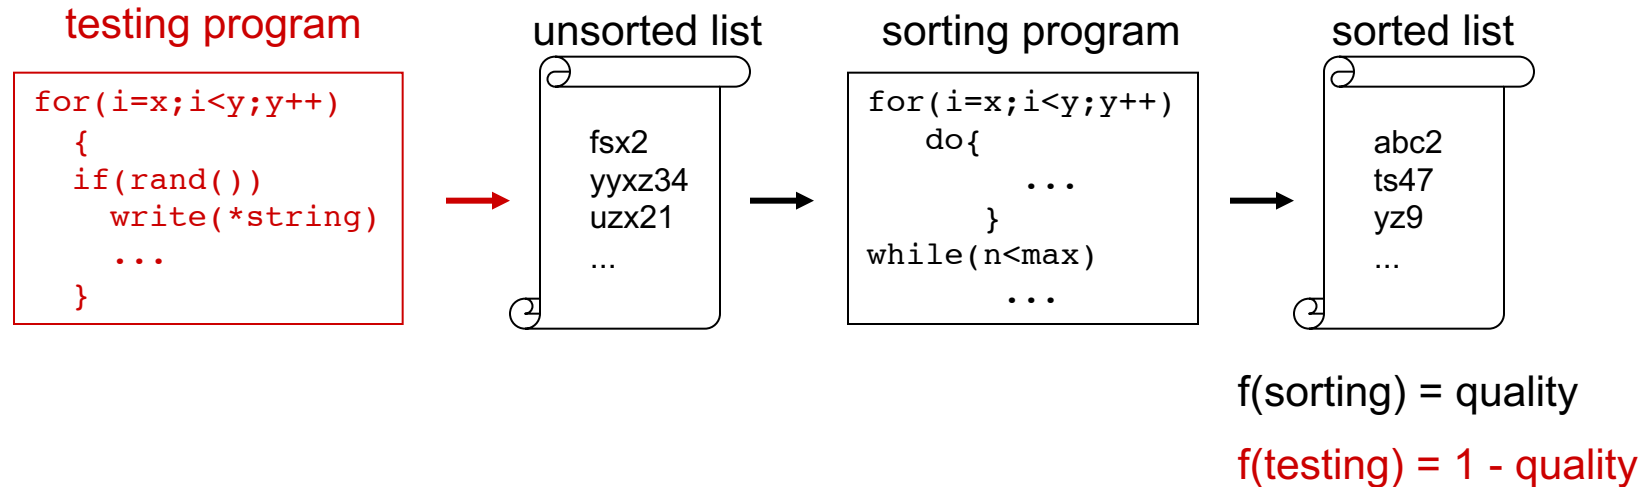 testing program
for(i=x;i<y;y++)
{
if(rand())
write(*string)
...
}
unsorted list
fsx2
yyxz34
uzx21
...
sorting program
for(i=x;i<y;y++)
do{
...
}
while(n<max)
...
sorted list
abc2
ts47
yz9
...
f(sorting) = quality
f(testing) = 1 - quality